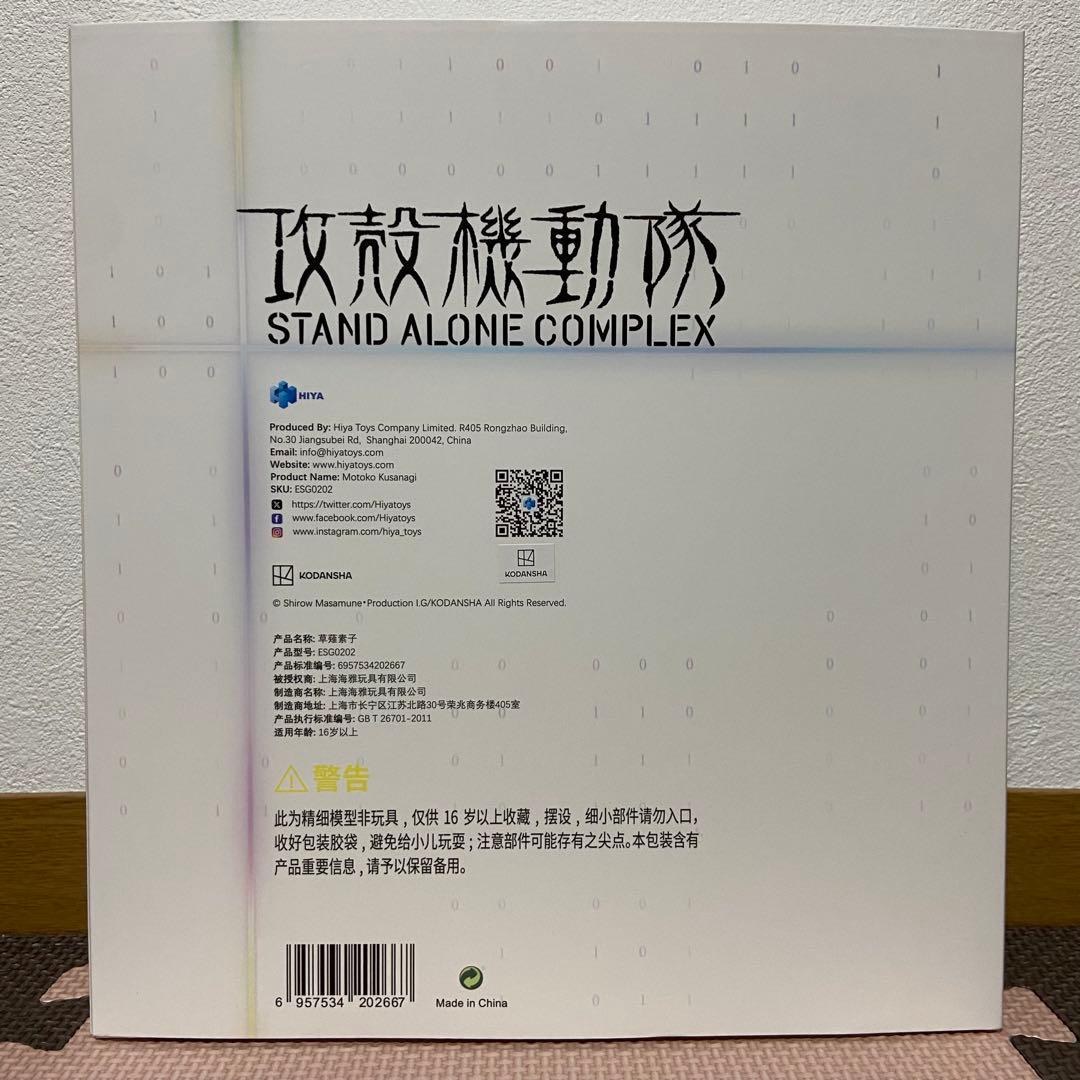 攻殻機動隊
STAND ALONE COMPLEX
HIYA
Produced By: Hiya Toys Company Limited. R405 Rongzhao Building,
No.30 Jiangsubei Rd, Shanghai 200042, China
Email: info@hiyatoys.com
Website: www.hiyatoys.com
Product Name: Motoko Kusanagi
SKU: ESG0202
https://twitter.com/Hiyatoys
www.facebook.com/Hiyatoys
www.instagram.com/hiya_toys
KODANSHA
KODANSHA
© Shirow Masamune・Production I.G/KODANSHA All Rights Reserved.
产品名称: 草薙素子
产品型号: ESG0202
产品标准编号: 6957534202667
被授权商: 上海海雅玩具有限公司
制造商名称: 上海海雅玩具有限公司
制造商地址: 上海市长宁区江苏北路30号荣兆商务楼405室
产品执行标准编号: GB T 26701-2011
适用年龄: 16岁以上
警告
此为精细模型非玩具，仅供 16 岁以上收藏，摆设，细小部件请勿入口，
收好包装胶袋，避免给小儿玩耍；注意部件可能存有之尖点。本包装含有
产品重要信息，请予以保留备用。
6 957534 202667
Made in China